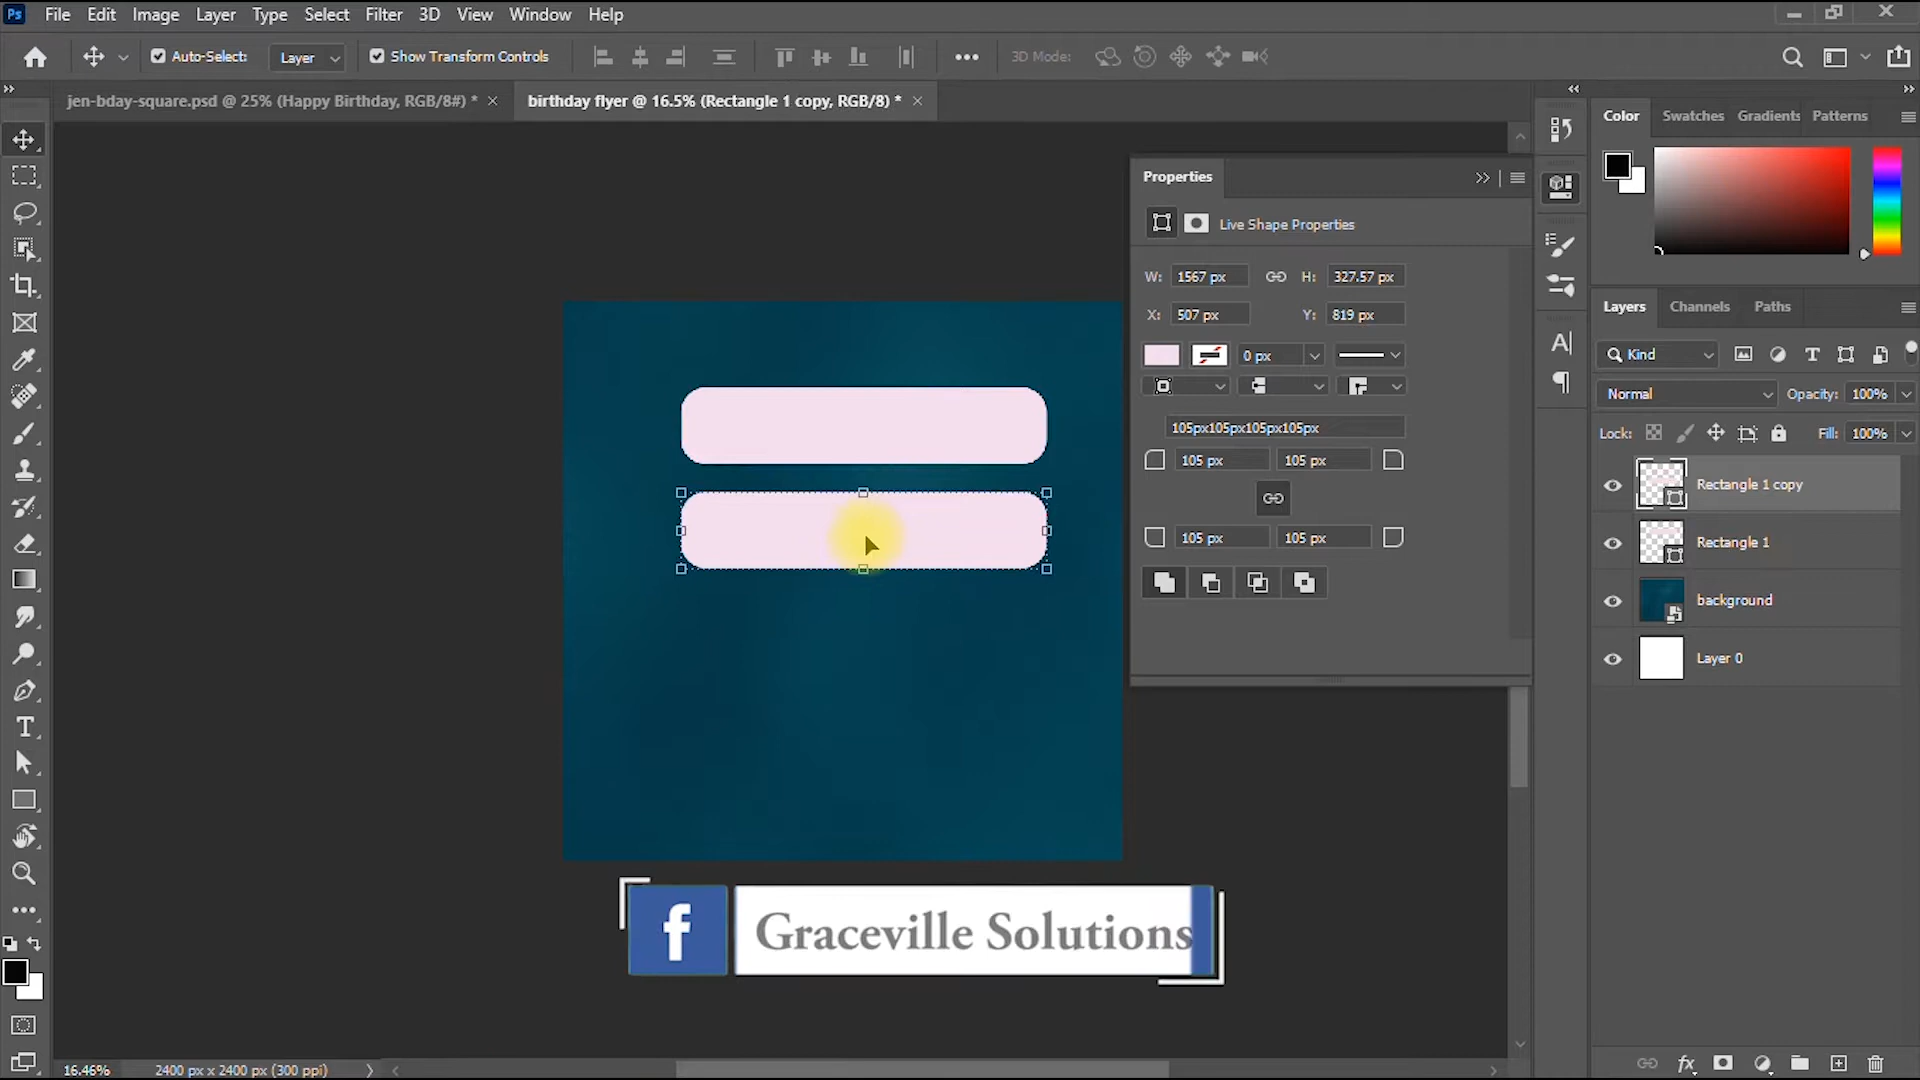 Ps File Edit Image Layer Type Select Filter 3D View Window Help
Auto-Select: Layer Show Transform Controls 3D Mode:
jen-bday-square.psd @ 25% (Happy Birthday, RGB/8#) * birthday flyer @ 16.5% (Rectangle 1 copy, RGB/8) *
Color Swatches Gradients Patterns
Properties
Live Shape Properties
W: 1567 px H: 327.57 px
X: 507 px Y: 819 px
0 px
105px105px105px105px
105 px 105 px
105 px 105 px
Layers Channels Paths
Kind
Normal Opacity: 100%
Lock: Fill: 100%
Rectangle 1 copy
Rectangle 1
background
Layer 0
f Graceville Solutions
16.46% 2400 px x 2400 px (300 ppi)
fx